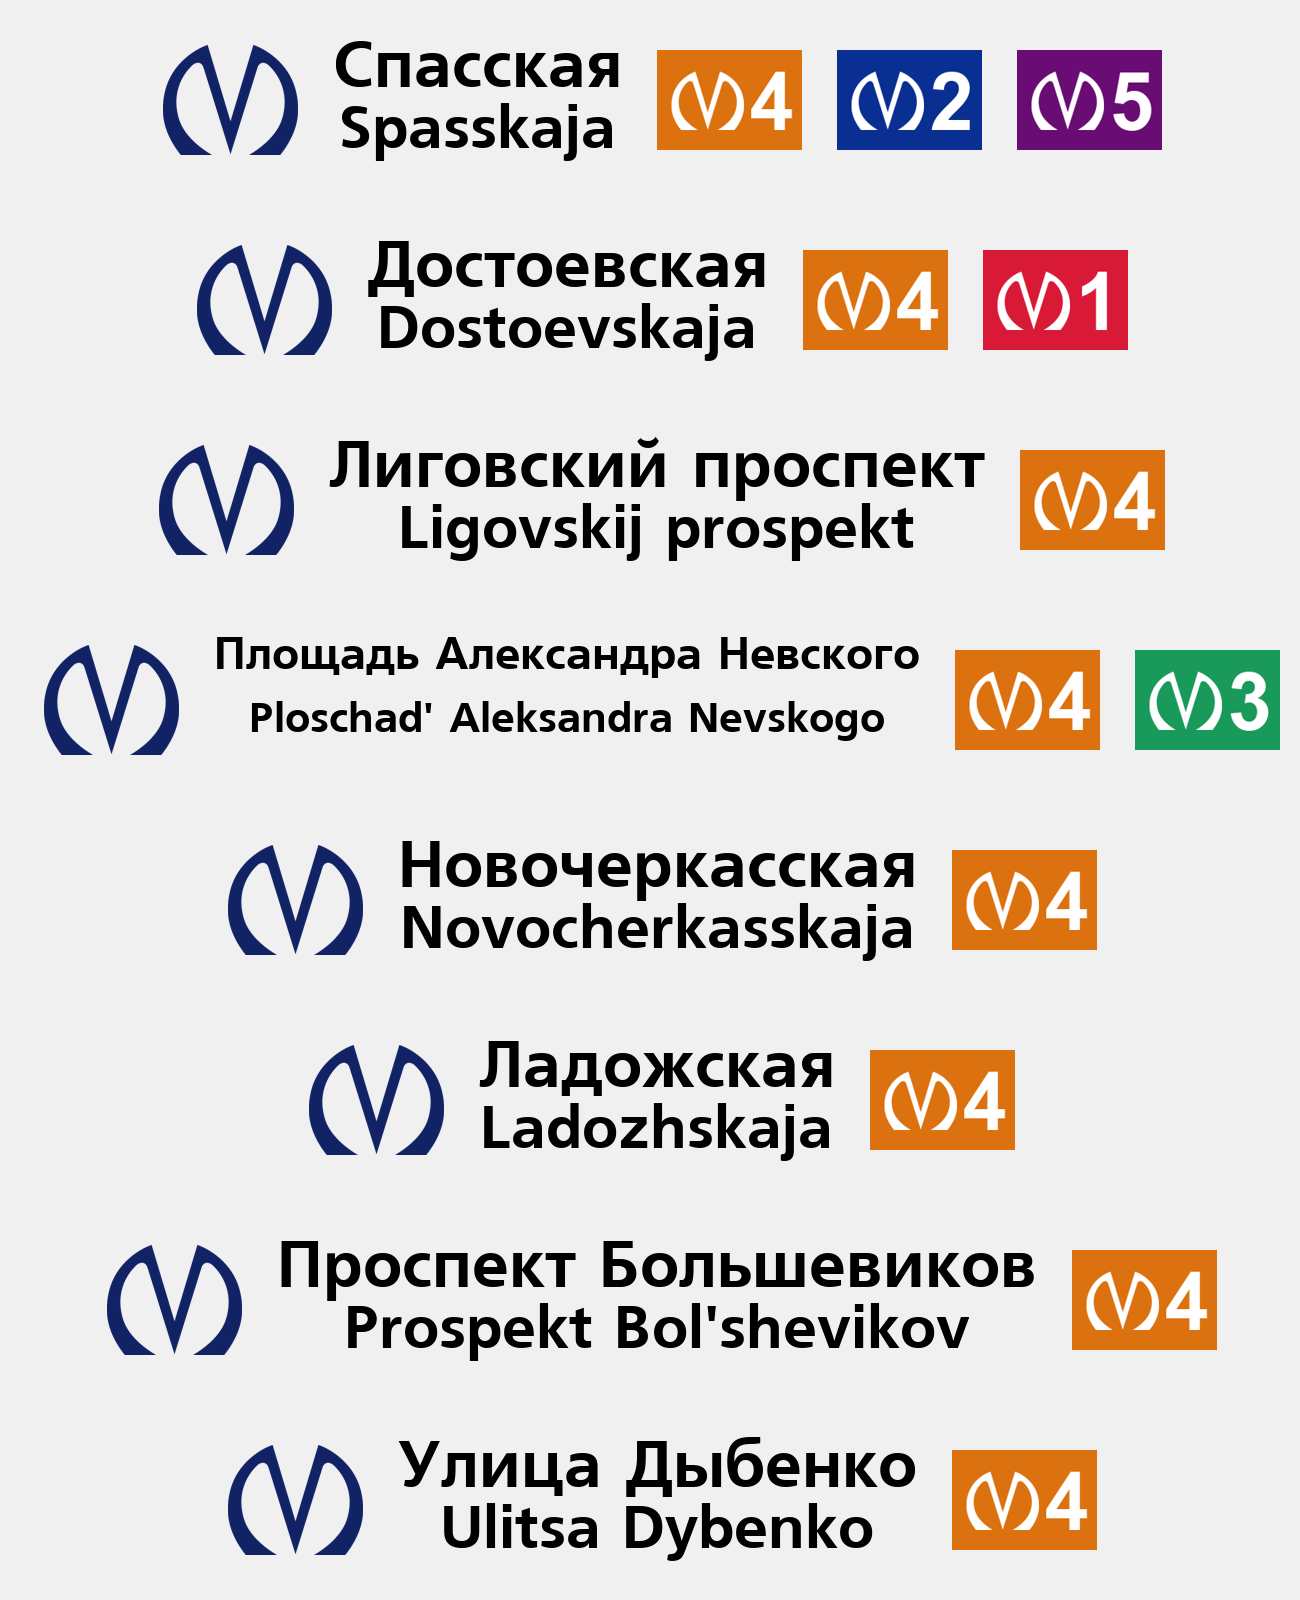 Спасская 4 2 5
Spasskaja
Достоевская 4 1
Dostoevskaja
Лиговский проспект 4
Ligovskij prospekt
Площадь Александра Невского 4 3
Ploschad' Aleksandra Nevskogo
Новочеркасская 4
Novocherkasskaja
Ладожская 4
Ladozhskaja
Проспект Большевиков 4
Prospekt Bol'shevikov
Улица Дыбенко 4
Ulitsa Dybenko